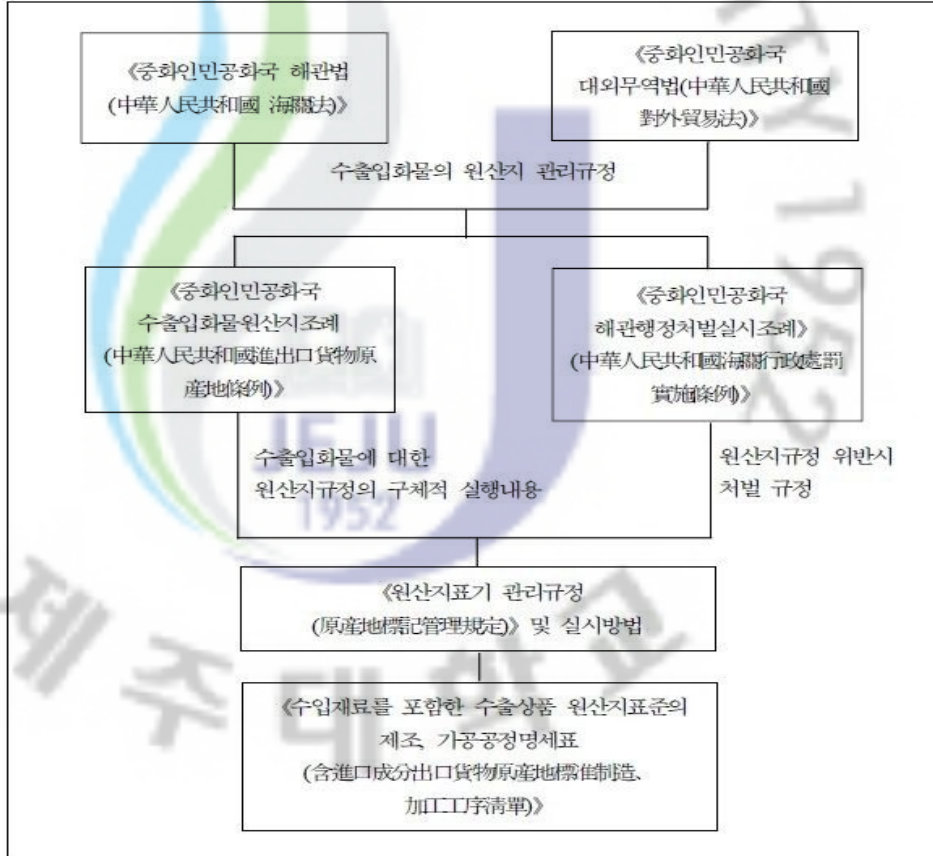 《중화인민공화국 해관법
(中華人民共和國 海關法)》
《중화인민공화국
대외무역법(中華人民共和國
對外貿易法)》
수출입화물의 원산지 관리규정
《중화인민공화국
수출입화물원산지조례
(中華人民共和國進出口貨物原
産地條例)》
《중화인민공화국
해관행정처벌실시조례》
(中華人民共和國海關行政處罰
實施條例)》
수출입화물에 대한
원산지규정의 구체적 실행내용
원산지규정 위반시
처벌 규정
《원산지표기 관리규정
(原産地標記管理規定)》 및 실시방법
《수입재료를 포함한 수출상품 원산지표준의
제조、가공공정명세표
(含進口成分出口貨物原産地標准制造、
加工工序淸單)》
JEJU
1952
제주대학교
TY 1952